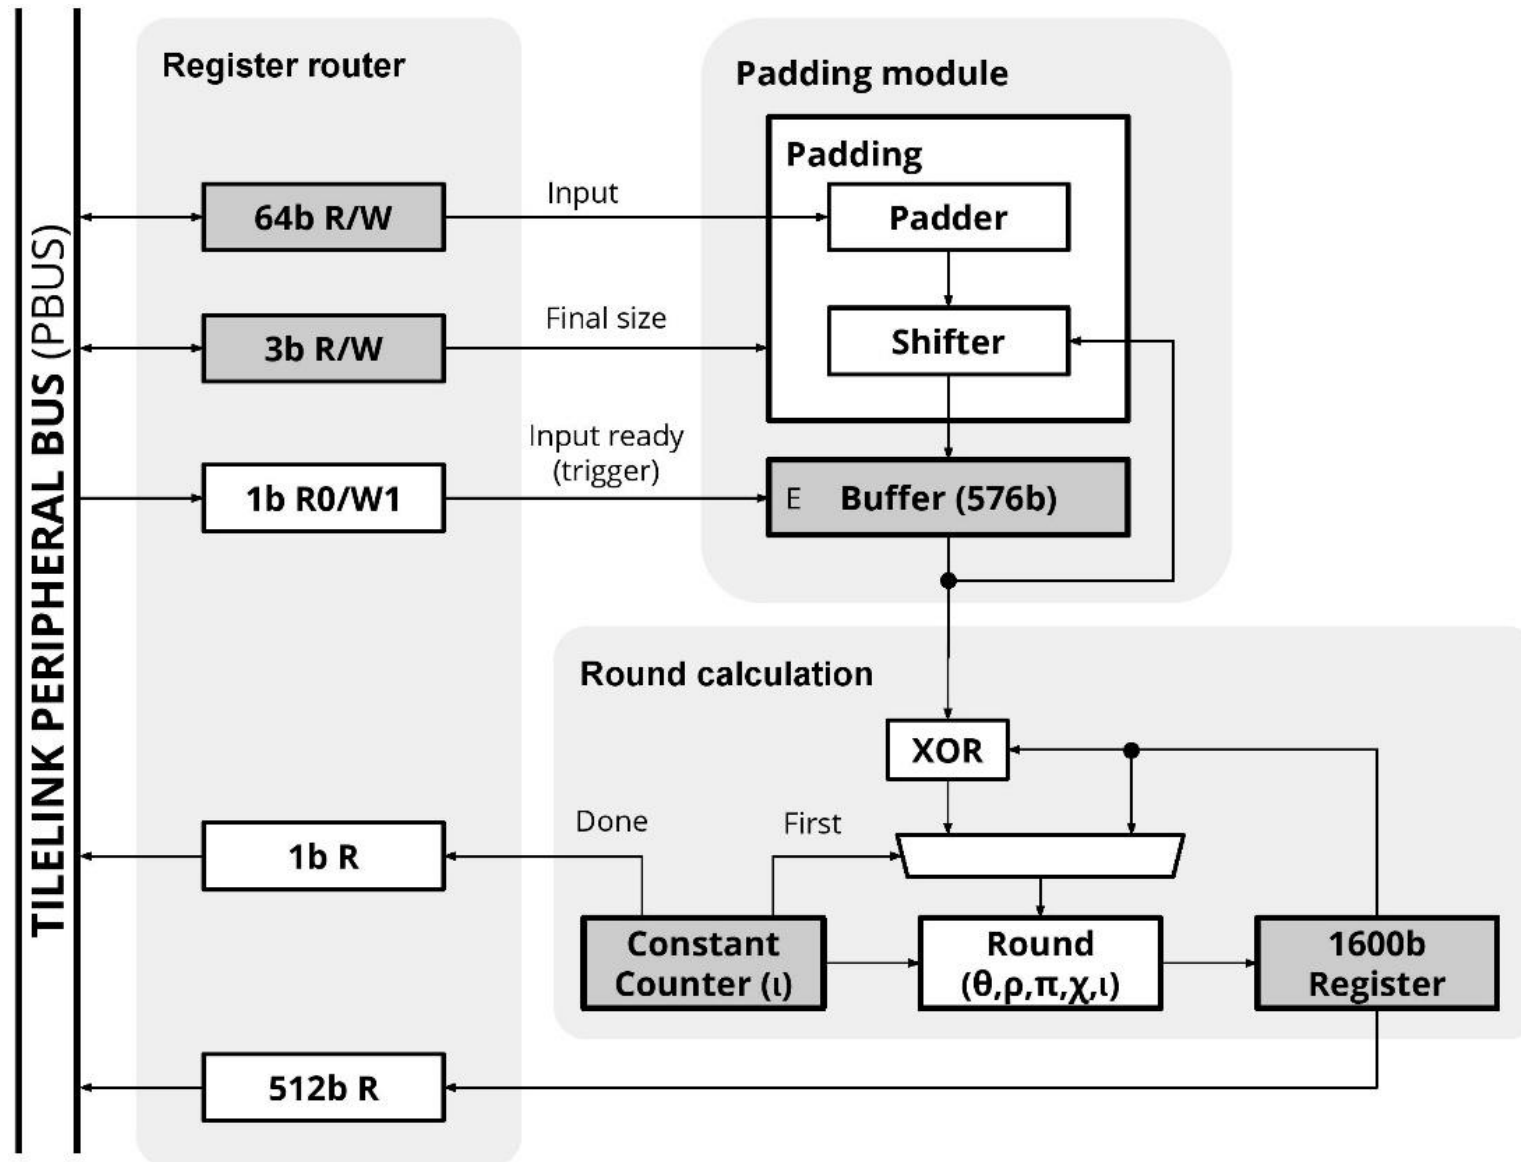 TILELINK PERIPHERAL BUS (PBUS)
Register router
64b R/W
3b R/W
1b R0/W1
1b R
512b R
Input
Final size
Input ready
(trigger)
Padding module
Padding
Padder
Shifter
E Buffer (576b)
Round calculation
XOR
Done
First
Constant
Counter (ι)
Round
(θ,ρ,π,χ,ι)
1600b
Register